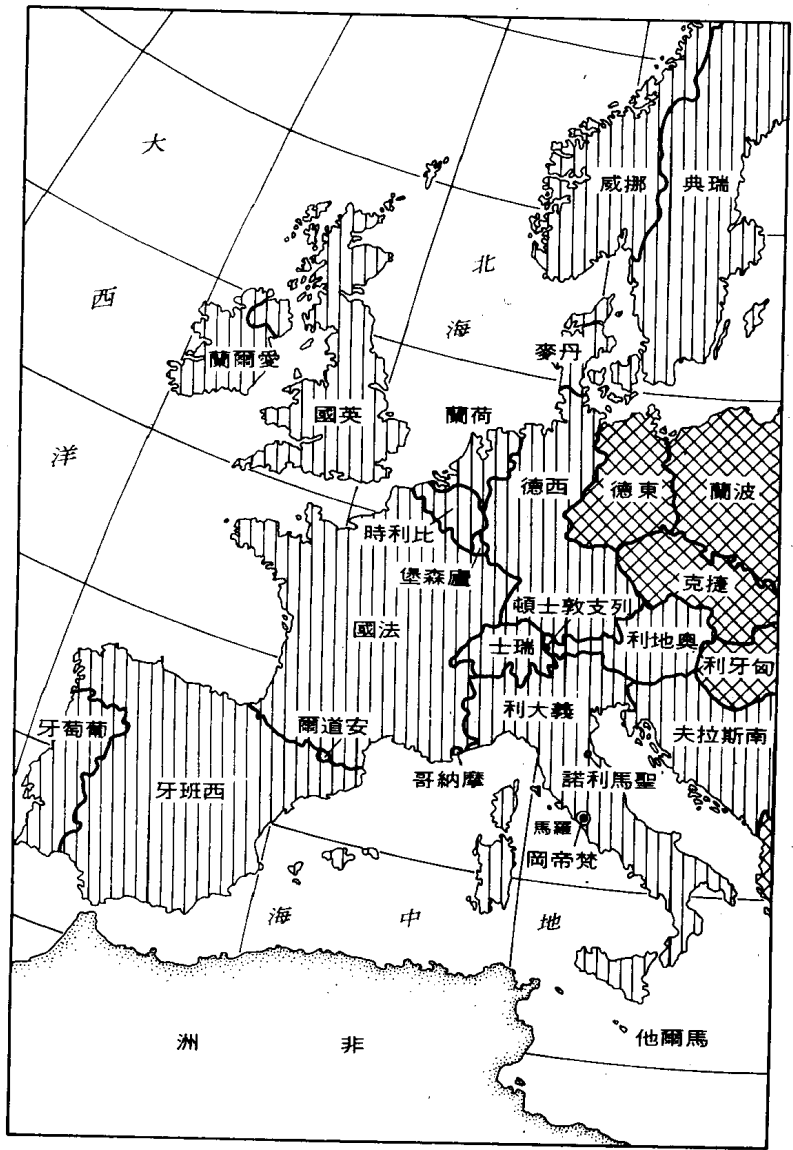 大西洋
挪威
瑞典
北海
愛爾蘭
丹麥
英國
荷蘭
西德
東德
波蘭
比利時
廬森堡
捷克
列支敦士頓
法國
瑞士
奧地利
匈牙利
義大利
葡萄牙
安道爾
南斯拉夫
西班牙
摩納哥
聖馬利諾
羅馬
梵帝岡
地中海
非洲
馬爾他